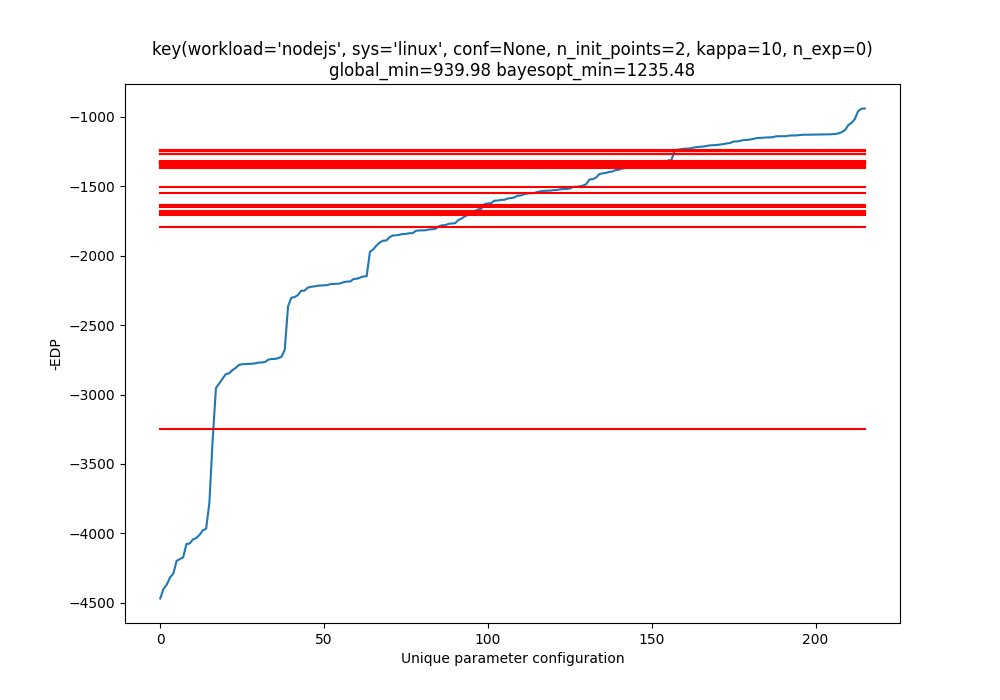 key(workload='nodejs', sys='linux', conf=None, n_init_points=2, kappa=10, n_exp=0)
global_min=939.98 bayesopt_min=1235.48
−1000
−1500
−2000
−2500
−3000
−3500
−4000
−4500
-EDP
0 50 100 150 200
Unique parameter configuration